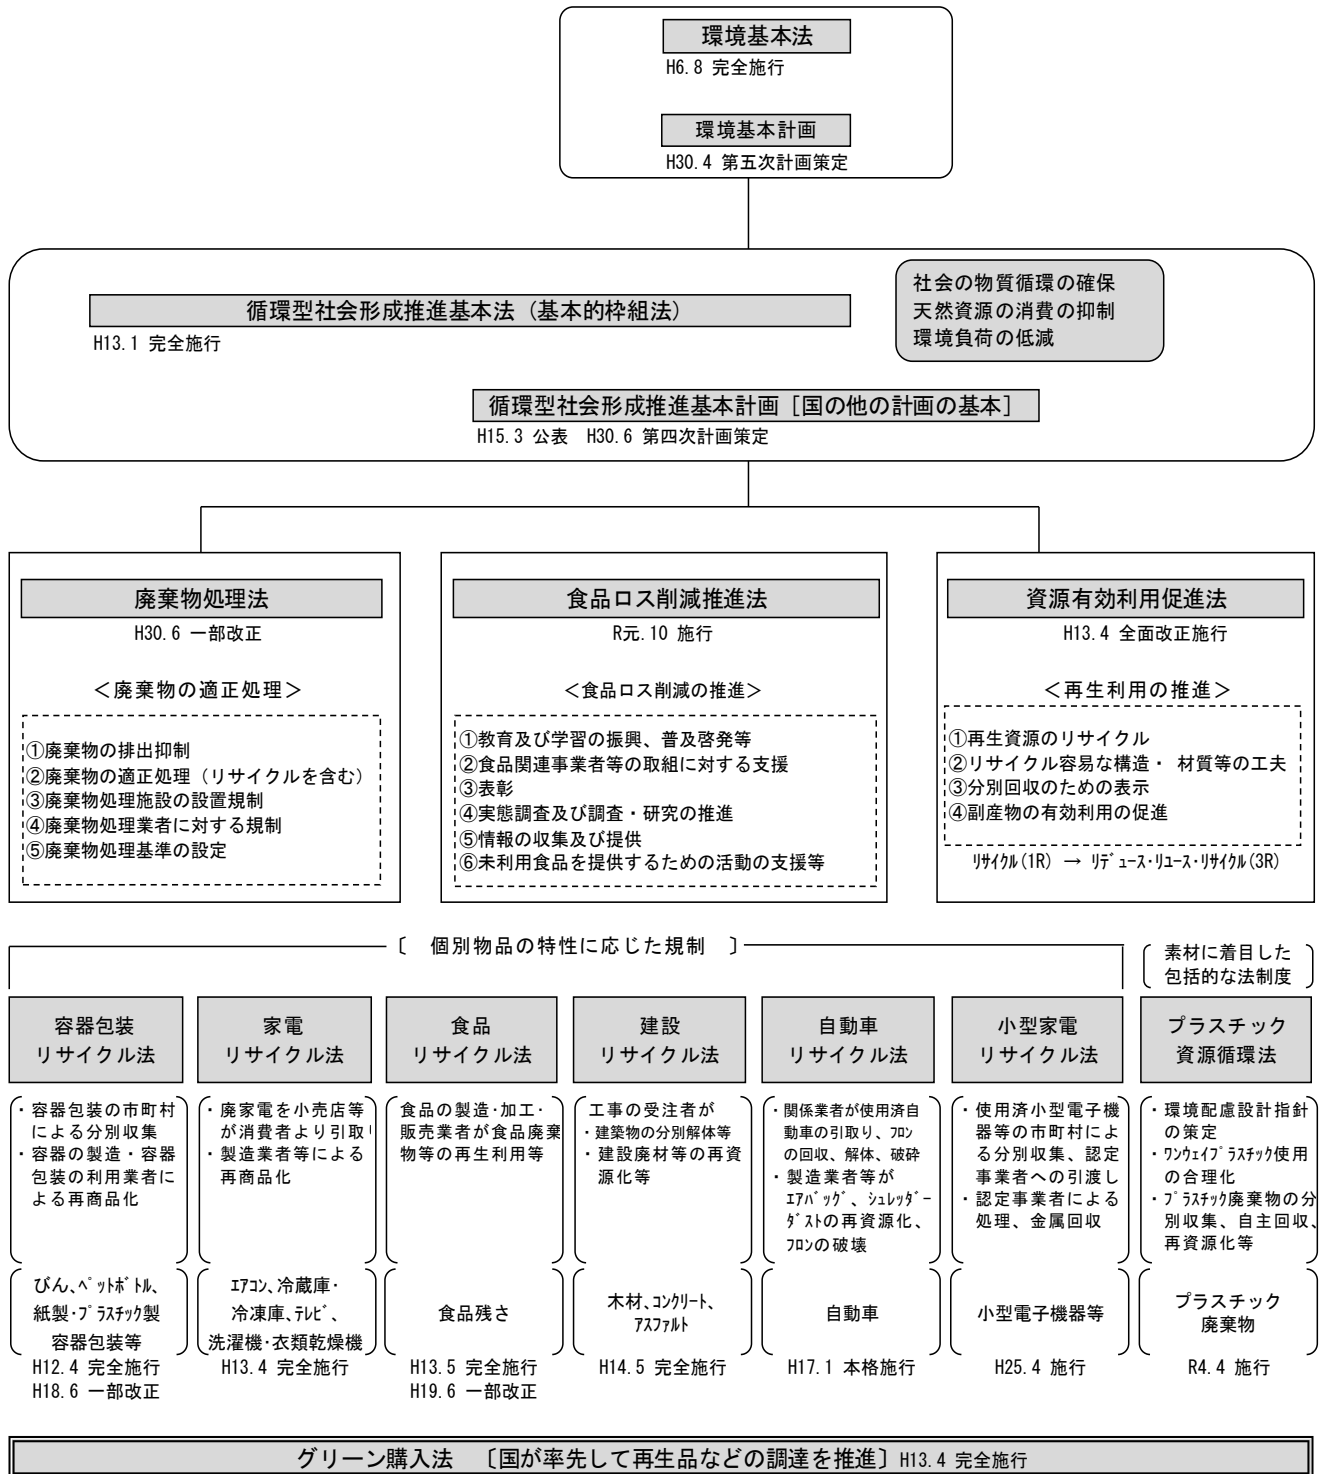 環境基本法
H6.8 完全施行
環境基本計画
H30.4 第五次計画策定
社会の物質循環の確保
天然資源の消費の抑制
環境負荷の低減
循環型社会形成推進基本法（基本的枠組法）
H13.1 完全施行
循環型社会形成推進基本計画［国の他の計画の基本］
H15.3 公表　H30.6 第四次計画策定
廃棄物処理法
H30.6 一部改正
＜廃棄物の適正処理＞
①廃棄物の排出抑制
②廃棄物の適正処理（リサイクルを含む）
③廃棄物処理施設の設置規制
④廃棄物処理業者に対する規制
⑤廃棄物処理基準の設定
食品ロス削減推進法
R元.10 施行
＜食品ロス削減の推進＞
①教育及び学習の振興、普及啓発等
②食品関連事業者等の取組に対する支援
③表彰
④実態調査及び調査・研究の推進
⑤情報の収集及び提供
⑥未利用食品を提供するための活動の支援等
資源有効利用促進法
H13.4 全面改正施行
＜再生利用の推進＞
①再生資源のリサイクル
②リサイクル容易な構造・ 材質等の工夫
③分別回収のための表示
④副産物の有効利用の促進
ﾘｻｲｸﾙ(1R) → ﾘﾃﾞｭｰｽ･ﾘﾕｰｽ･ﾘｻｲｸﾙ(3R)
〔　個別物品の特性に応じた規制　〕
素材に着目した
包括的な法制度
容器包装
リサイクル法
・容器包装の市町村
による分別収集
・容器の製造・容器
包装の利用業者に
よる再商品化
びん、ﾍﾟｯﾄﾎﾞﾄﾙ、
紙製･ﾌﾟﾗｽﾁｯｸ製
容器包装等
H12.4 完全施行
H18.6 一部改正
家電
リサイクル法
・廃家電を小売店等
が消費者より引取り
・製造業者等による
再商品化
ｴｱｺﾝ、冷蔵庫･
冷凍庫、ﾃﾚﾋﾞ、
洗濯機･衣類乾燥機
H13.4 完全施行
食品
リサイクル法
食品の製造･加工･
販売業者が食品廃棄
物等の再生利用等
食品残さ
H13.5 完全施行
H19.6 一部改正
建設
リサイクル法
工事の受注者が
・建築物の分別解体等
・建設廃材等の再資
源化等
木材、ｺﾝｸﾘｰﾄ、
ｱｽﾌｧﾙﾄ
H14.5 完全施行
自動車
リサイクル法
・関係業者が使用済自
動車の引取り、ﾌﾛﾝ
の回収、解体、破砕
・製造業者等が
ｴｱﾊﾞｯｸﾞ、ｼｭﾚｯﾀﾞｰ
ﾀﾞｽﾄの再資源化、
ﾌﾛﾝの破壊
自動車
H17.1 本格施行
小型家電
リサイクル法
・使用済小型電子機
器等の市町村によ
る分別収集、認定
事業者への引渡し
・認定事業者による
処理、金属回収
小型電子機器等
H25.4 施行
プラスチック
資源循環法
・環境配慮設計指針
の策定
・ﾜﾝｳｪｲﾌﾟﾗｽﾁｯｸ使用
の合理化
・ﾌﾟﾗｽﾁｯｸ廃棄物の分
別収集、自主回収、
再資源化等
プラスチック
廃棄物
R4.4 施行
グリーン購入法　〔国が率先して再生品などの調達を推進〕H13.4 完全施行